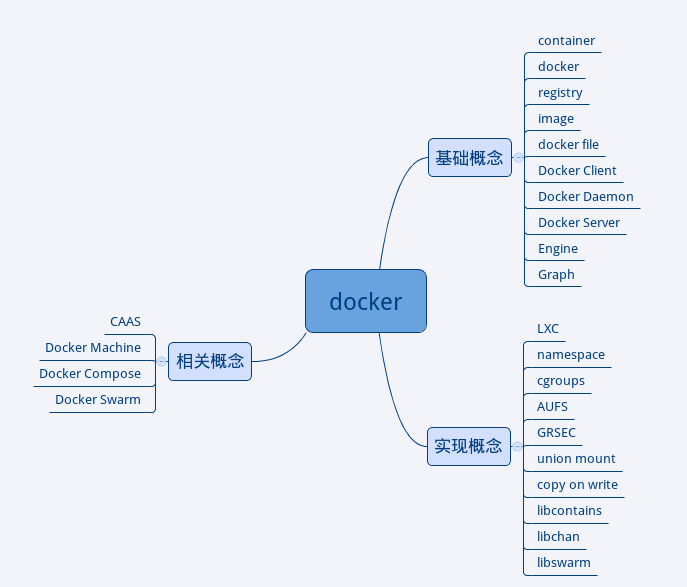 docker
基础概念
container
docker
registry
image
docker file
Docker Client
Docker Daemon
Docker Server
Engine
Graph
实现概念
LXC
namespace
cgroups
AUFS
GRSEC
union mount
copy on write
libcontains
libchan
libswarm
相关概念
CAAS
Docker Machine
Docker Compose
Docker Swarm